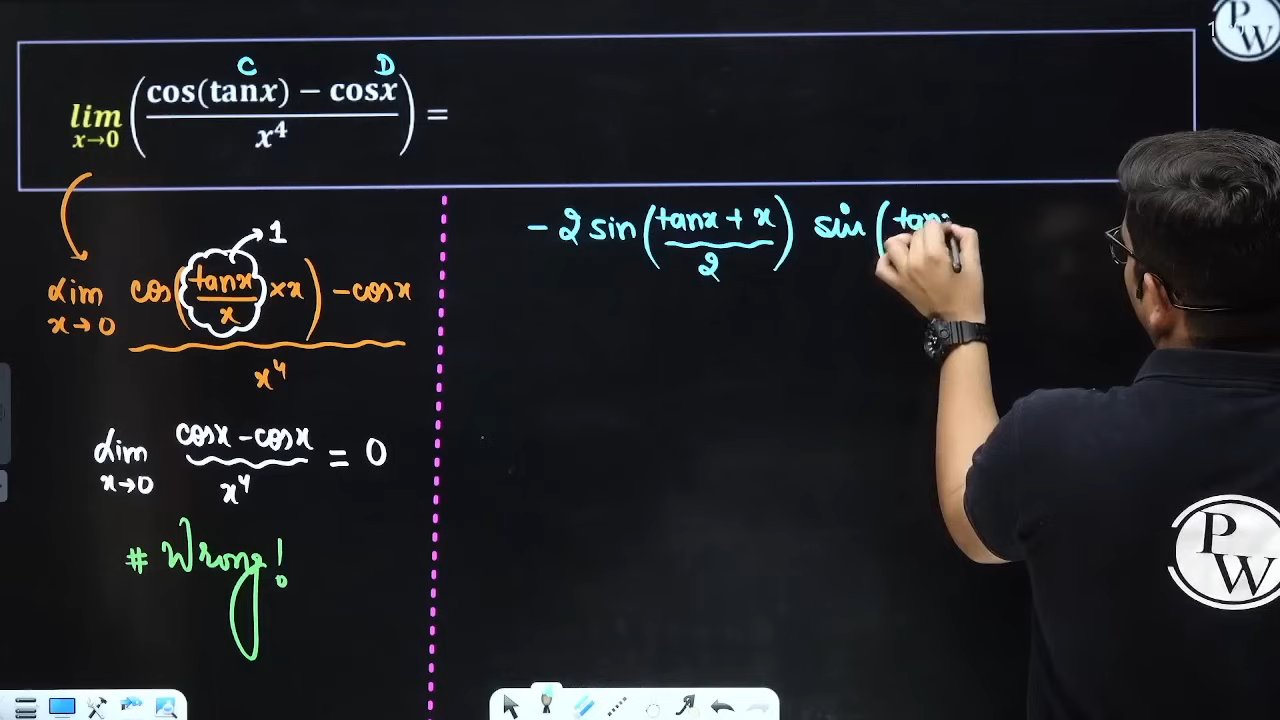 C D
lim x→0 ( cos(tanx) − cosx / x⁴ ) =
→ 1
lim x→0 cos( tanx / x × x ) − cosx / x⁴
lim x→0 cosx − cosx / x⁴ = 0
# Wrong!
− 2 sin ( tanx + x / 2 ) sin ( tan
P W
P W